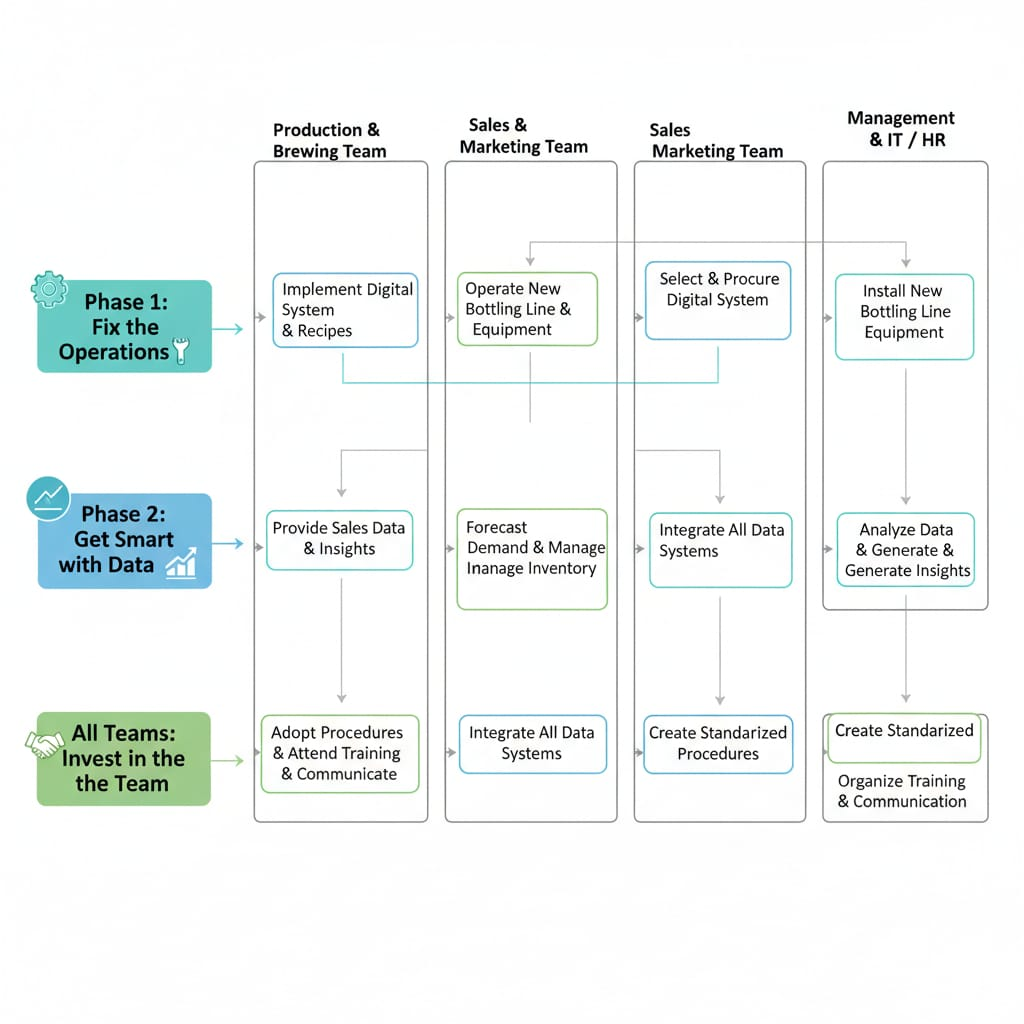 Production &
Brewing Team
Sales &
Marketing Team
Sales
Marketing Team
Management
& IT / HR
Phase 1:
Fix the
Operations
Implement Digital
System
& Recipes
Operate New
Bottling Line &
Equipment
Select & Procure
Digital System
Install New
Bottling Line
Equipment
Phase 2:
Get Smart
with Data
Provide Sales Data
& Insights
Forecast
Demand & Manage
Inanage Inventory
Integrate All Data
Systems
Analyze Data
& Generate &
Generate Insights
All Teams:
Invest in the
the Team
Adopt Procedures
& Attend Training
& Communicate
Integrate All Data
Systems
Create Standarized
Procedures
Create Standarized
Organize Training
& Communication